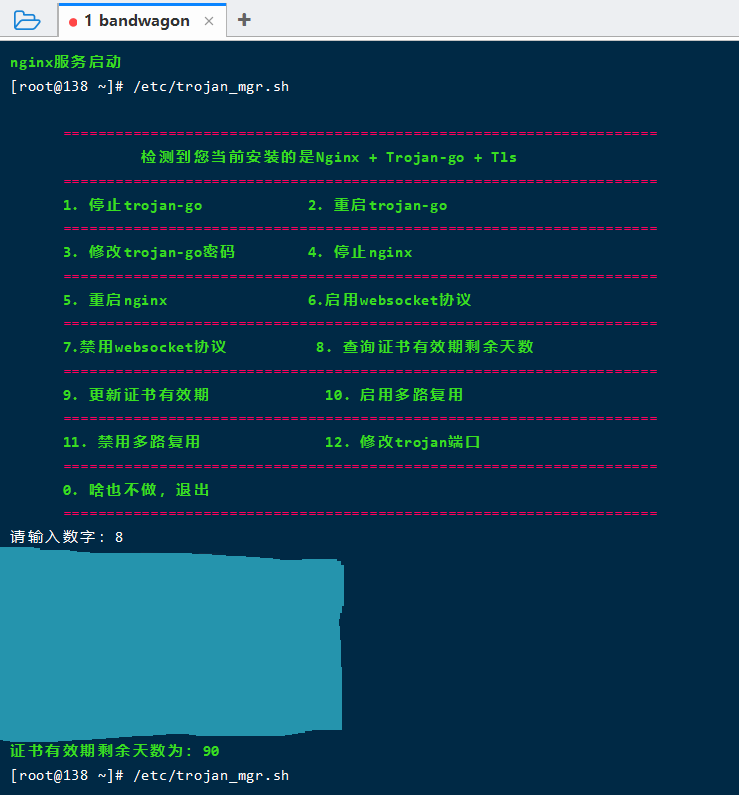 1 bandwagon × +
nginx服务启动
[root@138 ~]# /etc/trojan_mgr.sh
====================================================================
检测到您当前安装的是Nginx + Trojan-go + Tls
====================================================================
1. 停止trojan-go 2. 重启trojan-go
====================================================================
3. 修改trojan-go密码 4. 停止nginx
====================================================================
5. 重启nginx 6.启用websocket协议
====================================================================
7.禁用websocket协议 8. 查询证书有效期剩余天数
====================================================================
9. 更新证书有效期 10. 启用多路复用
====================================================================
11. 禁用多路复用 12. 修改trojan端口
====================================================================
0. 啥也不做，退出
====================================================================
请输入数字: 8
证书有效期剩余天数为: 90
[root@138 ~]# /etc/trojan_mgr.sh